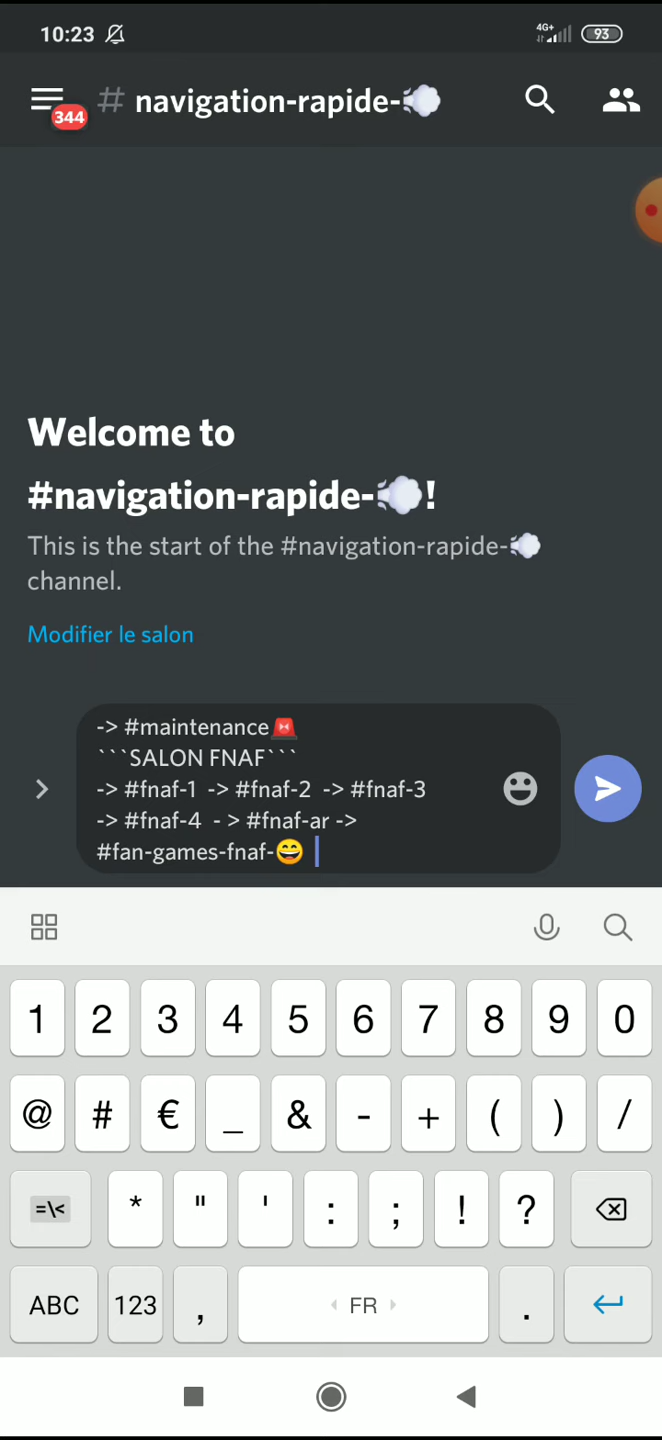 10:23 4G+ 93
344 # navigation-rapide-💨
Welcome to
#navigation-rapide-💨!
This is the start of the #navigation-rapide-💨
channel.
Modifier le salon
-> #maintenance🚨
```SALON FNAF```
-> #fnaf-1 -> #fnaf-2 -> #fnaf-3
-> #fnaf-4 - > #fnaf-ar ->
#fan-games-fnaf-😄
1 2 3 4 5 6 7 8 9 0
@ # € _ & - + ( ) /
=\< * " ' : ; ! ?
ABC 123 , FR .